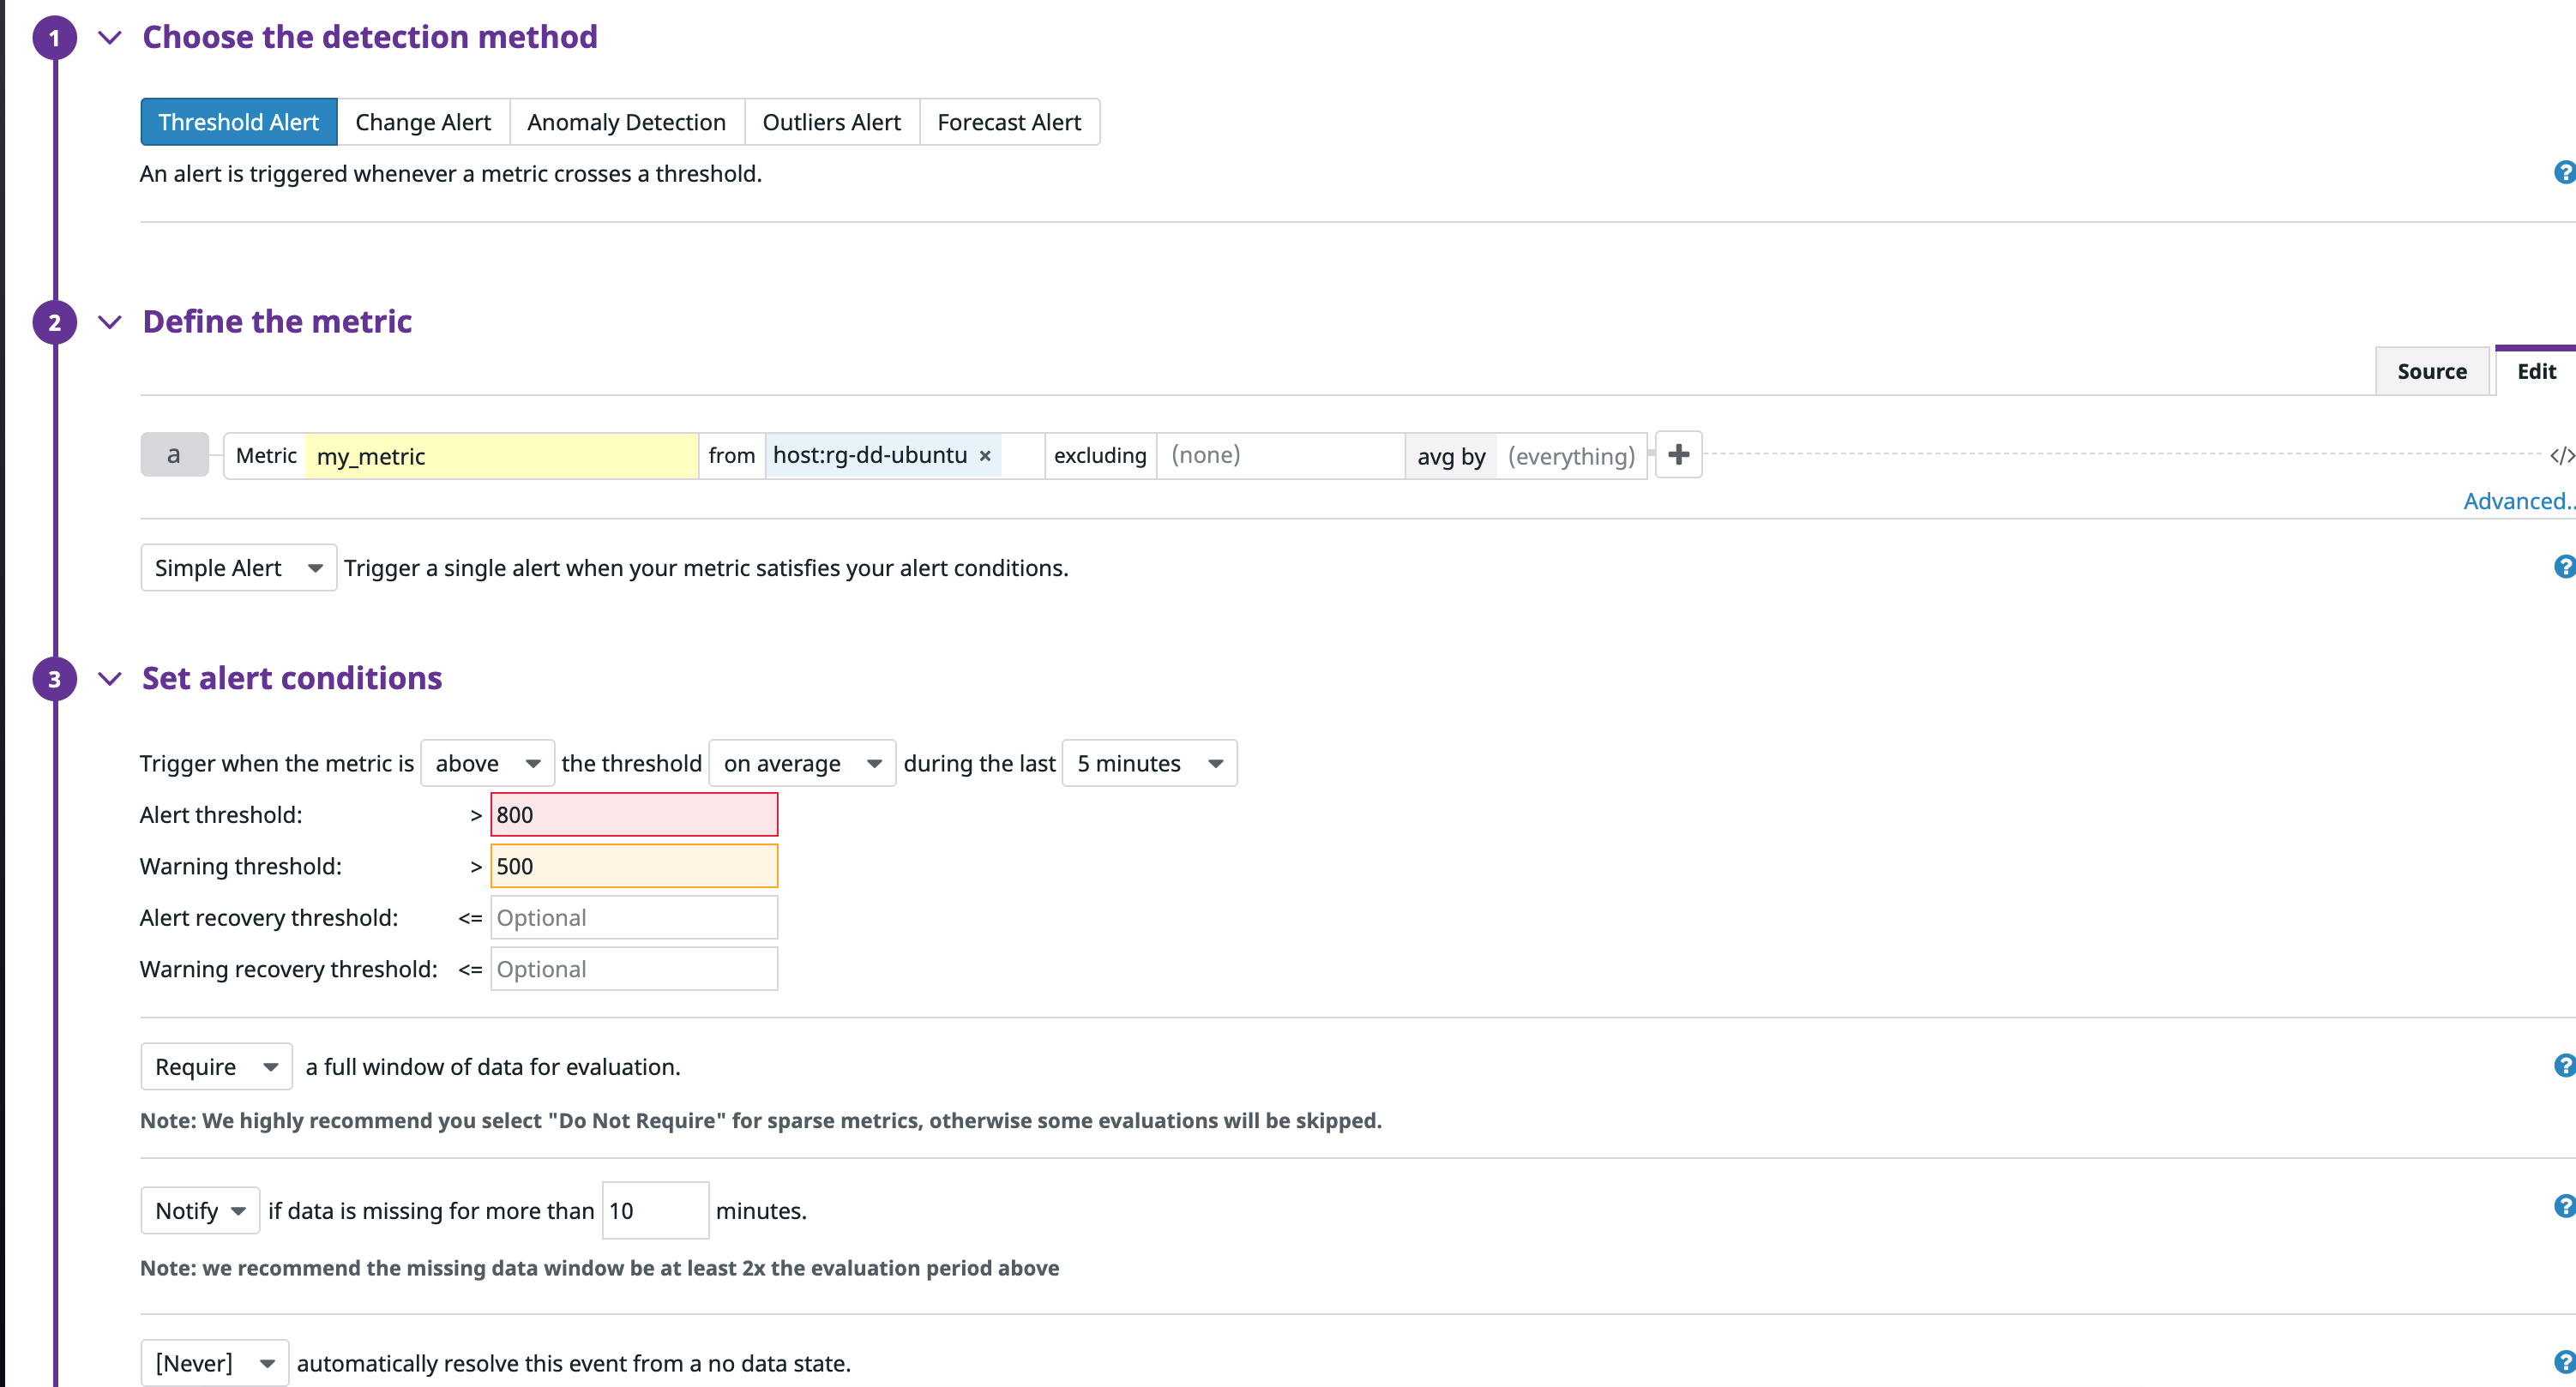 1 Choose the detection method
Threshold Alert Change Alert Anomaly Detection Outliers Alert Forecast Alert
An alert is triggered whenever a metric crosses a threshold. ?
2 Define the metric
Source Edit
a Metric my_metric from host:rg-dd-ubuntu × excluding (none) avg by (everything) + </>
Advanced..
Simple Alert Trigger a single alert when your metric satisfies your alert conditions. ?
3 Set alert conditions
Trigger when the metric is above the threshold on average during the last 5 minutes
Alert threshold: > 800
Warning threshold: > 500
Alert recovery threshold: <= Optional
Warning recovery threshold: <= Optional
Require a full window of data for evaluation. ?
Note: We highly recommend you select "Do Not Require" for sparse metrics, otherwise some evaluations will be skipped.
Notify if data is missing for more than 10 minutes. ?
Note: we recommend the missing data window be at least 2x the evaluation period above
[Never] automatically resolve this event from a no data state. ?